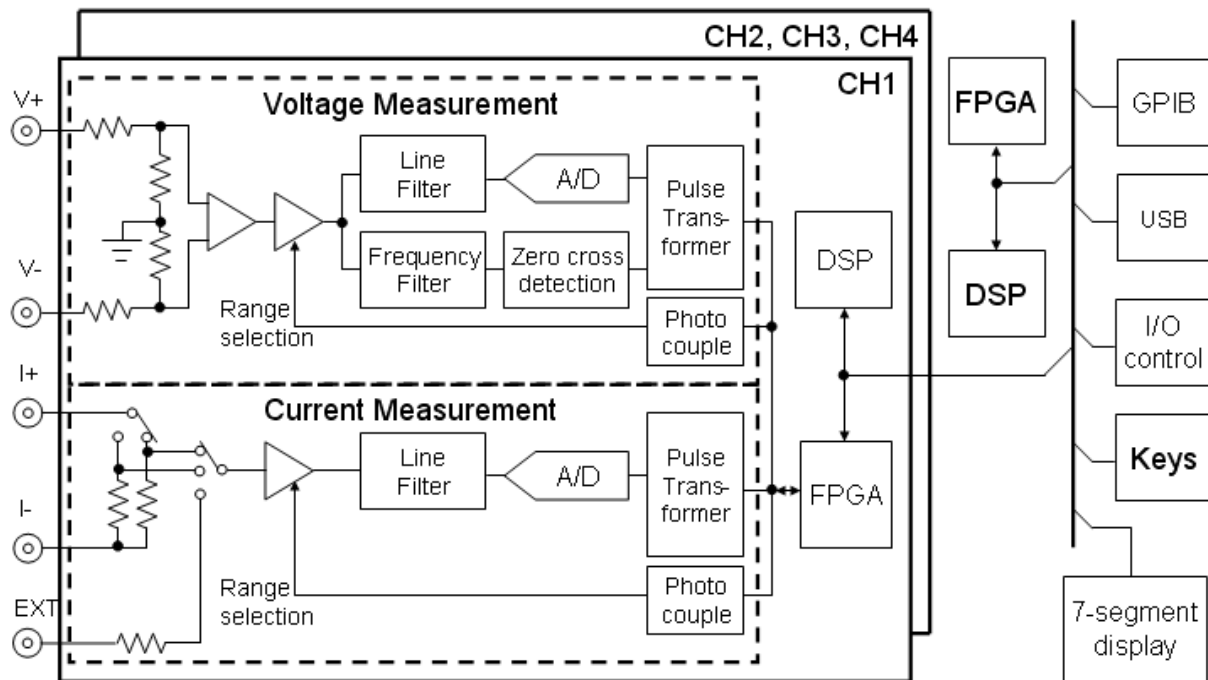 CH2, CH3, CH4
CH1
Voltage Measurement
V+
V-
Line
Filter
A/D
Pulse
Trans-
former
Frequency
Filter
Zero cross
detection
Range
selection
Photo
couple
DSP
FPGA
Current Measurement
I+
I-
EXT
Line
Filter
A/D
Pulse
Trans-
former
Range
selection
Photo
couple
FPGA
DSP
GPIB
USB
I/O
control
Keys
7-segment
display